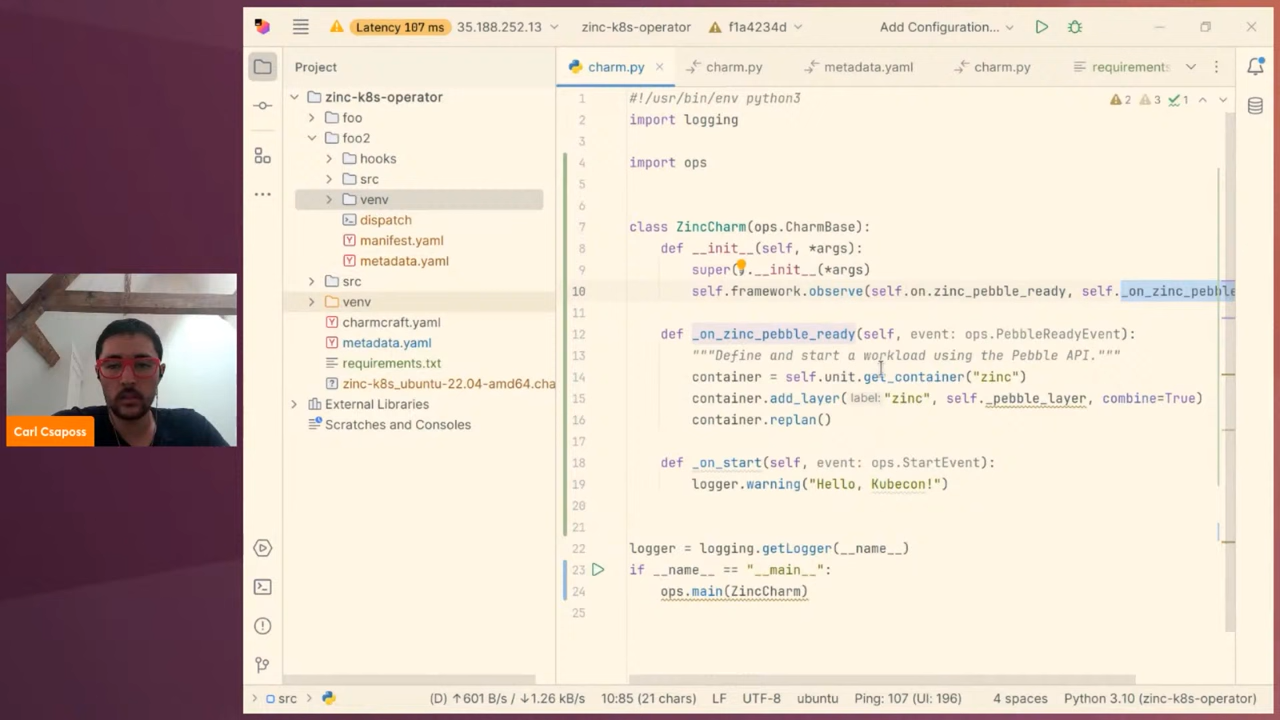 Latency 107 ms 35.188.252.13 zinc-k8s-operator f1a4234d Add Configuration...
Project
charm.py charm.py metadata.yaml charm.py requirements
zinc-k8s-operator
foo
foo2
hooks
src
venv
dispatch
manifest.yaml
metadata.yaml
src
venv
charmcraft.yaml
metadata.yaml
requirements.txt
zinc-k8s_ubuntu-22.04-amd64.cha
External Libraries
Scratches and Consoles
2 3 1
1 #!/usr/bin/env python3
2 import logging
3
4 import ops
5
6
7 class ZincCharm(ops.CharmBase):
8 def __init__(self, *args):
9 super().__init__(*args)
10 self.framework.observe(self.on.zinc_pebble_ready, self._on_zinc_pebble
11
12 def _on_zinc_pebble_ready(self, event: ops.PebbleReadyEvent):
13 """Define and start a workload using the Pebble API."""
14 container = self.unit.get_container("zinc")
15 container.add_layer( label: "zinc", self._pebble_layer, combine=True)
16 container.replan()
17
18 def _on_start(self, event: ops.StartEvent):
19 logger.warning("Hello, Kubecon!")
20
21
22 logger = logging.getLogger(__name__)
23 if __name__ == "__main__":
24 ops.main(ZincCharm)
25
Carl Csaposs
src (D) ↑601 B/s / ↓1.26 kB/s 10:85 (21 chars) LF UTF-8 ubuntu Ping: 107 (UI: 196) 4 spaces Python 3.10 (zinc-k8s-operator)